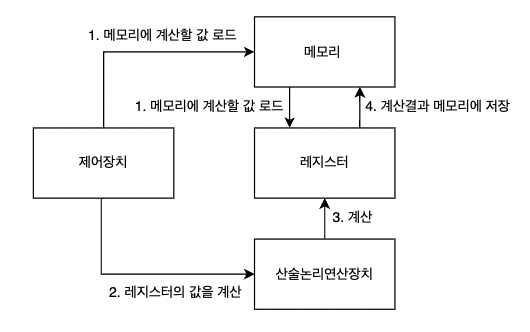 1. 메모리에 계산할 값 로드
메모리
1. 메모리에 계산할 값 로드
4. 계산결과 메모리에 저장
제어장치
레지스터
3. 계산
산술논리연산장치
2. 레지스터의 값을 계산